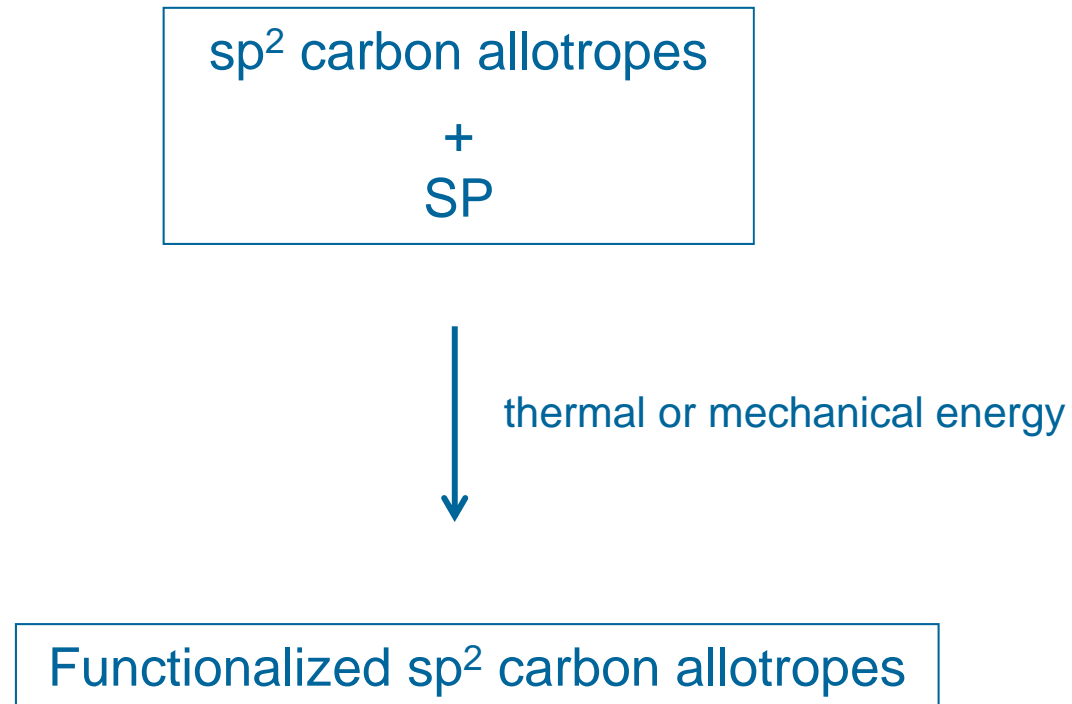 sp² carbon allotropes
+
SP
thermal or mechanical energy
Functionalized sp² carbon allotropes